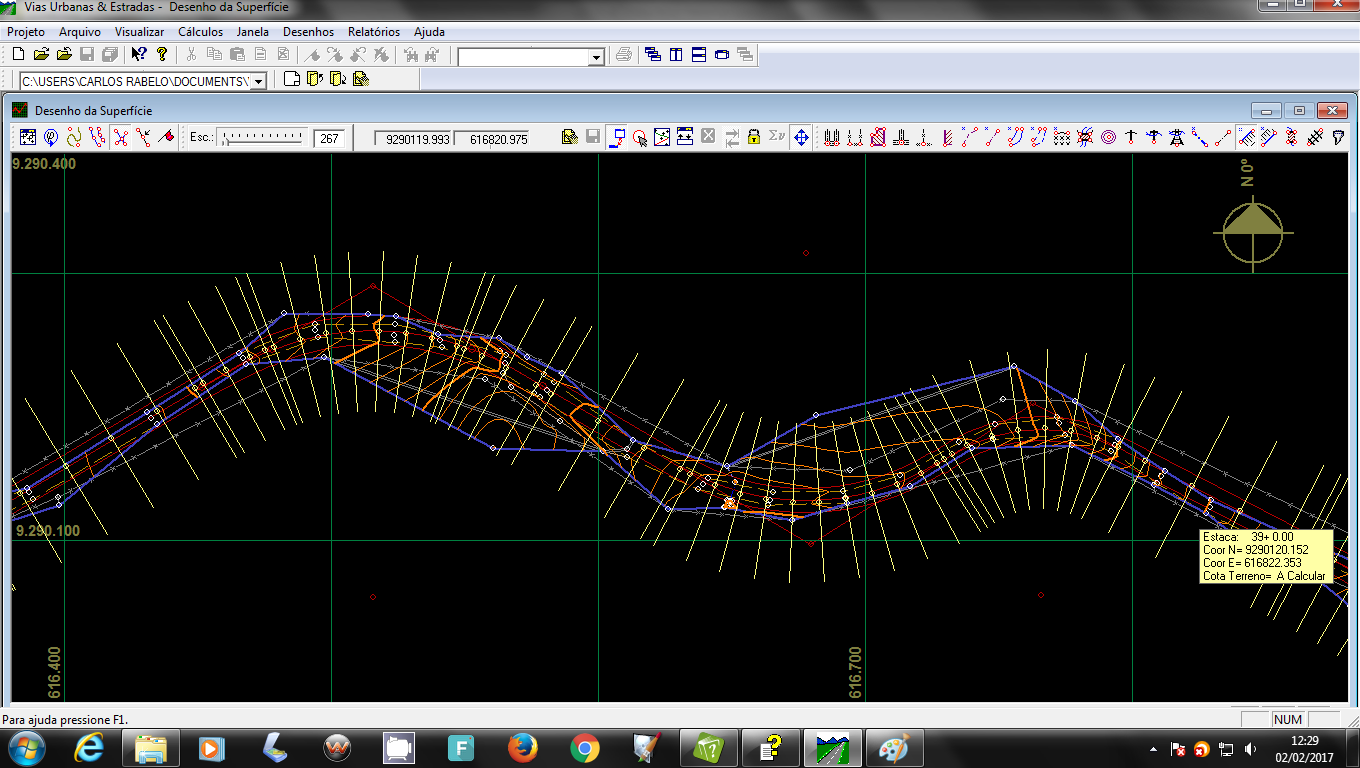 Vias Urbanas & Estradas - Desenho da Superfície
Projeto Arquivo Visualizar Cálculos Janela Desenhos Relatórios Ajuda
C:\USERS\CARLOS RABELO\DOCUMENTS\
Desenho da Superfície
Esc.: 267 9290119.993 616820.975 Σν
9.290.400
N 0º
9.290.100
Estaca: 39+ 0.00
Coor N= 9290120.152
Coor E= 616822.353
Cota Terreno= A Calcular
616.400
616.700
Para ajuda pressione F1.
NUM
12:29
02/02/2017